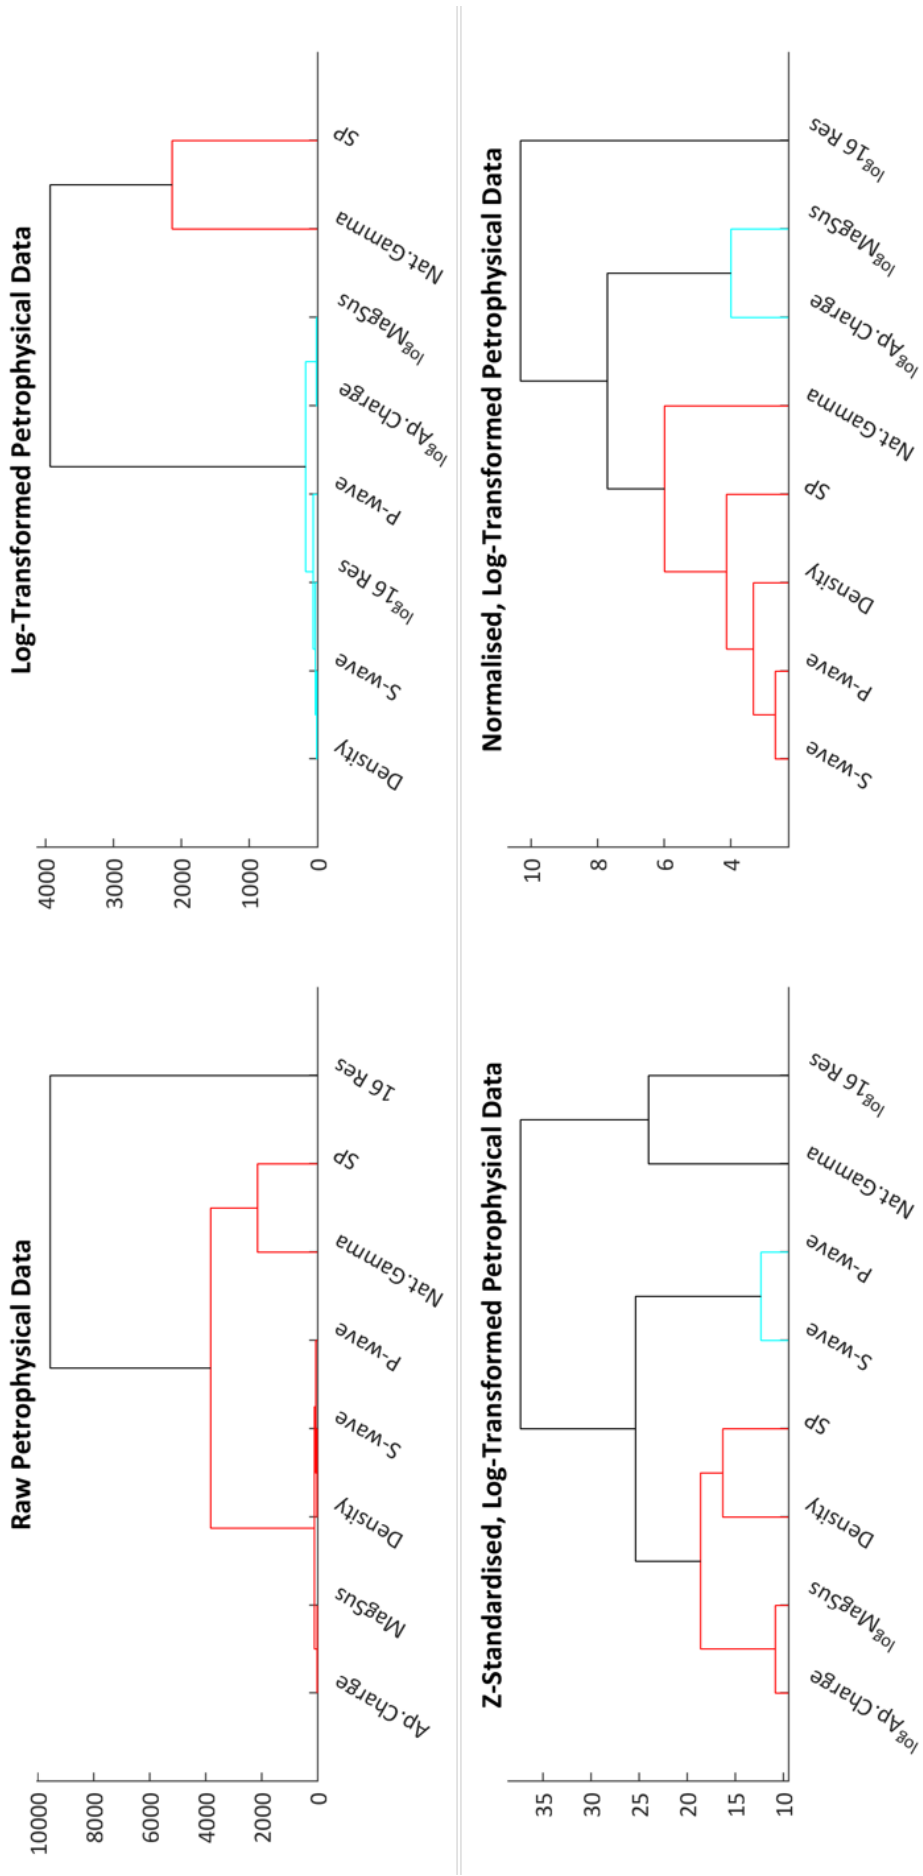 Raw Petrophysical Data
10000
8000
6000
4000
2000
0
Ap.Charge
MagSus
Density
S-wave
P-wave
Nat.Gamma
SP
16 Res
Log-Transformed Petrophysical Data
4000
3000
2000
1000
0
Density
S-wave
log16 Res
P-wave
logAp.Charge
logMagSus
Nat.Gamma
SP
Z-Standardised, Log-Transformed Petrophysical Data
35
30
25
20
15
10
logAp.Charge
logMagSus
Density
SP
S-wave
P-wave
Nat.Gamma
log16 Res
Normalised, Log-Transformed Petrophysical Data
10
8
6
4
S-wave
P-wave
Density
SP
Nat.Gamma
logAp.Charge
logMagSus
log16 Res